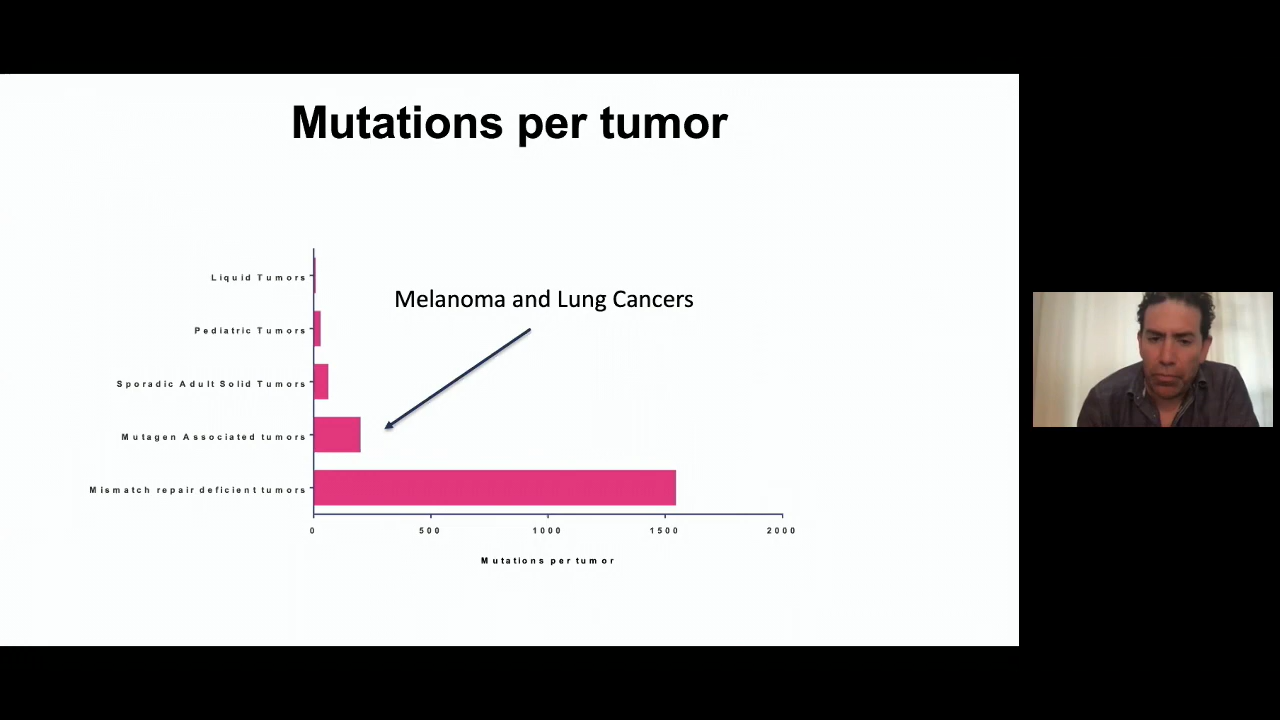 Mutations per tumor
Liquid Tumors
Melanoma and Lung Cancers
Pediatric Tumors
Sporadic Adult Solid Tumors
Mutagen Associated tumors
Mismatch repair deficient tumors
0 500 1000 1500 2000
Mutations per tumor